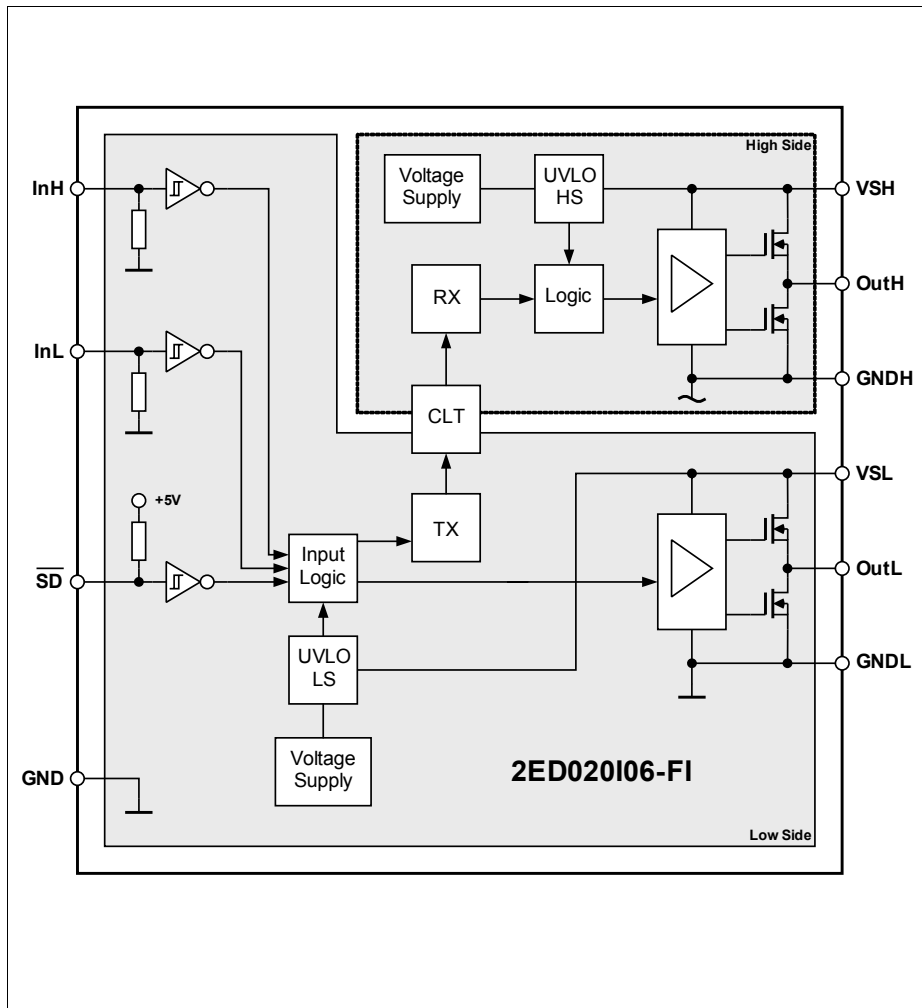 High Side
InH
Voltage
Supply
UVLO
HS
VSH
RX
Logic
OutH
InL
GNDH
CLT
VSL
+5V
TX
Input
Logic
SD
OutL
UVLO
LS
GNDL
Voltage
Supply
2ED020I06-FI
GND
Low Side